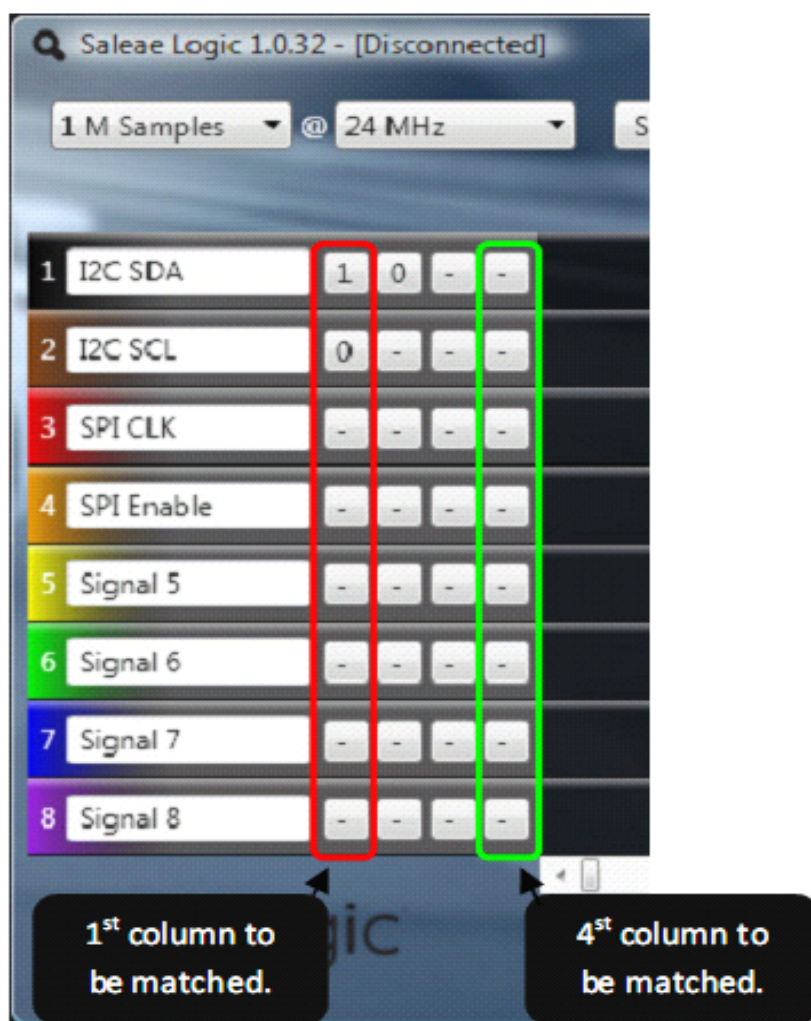 Saleae Logic 1.0.32 - [Disconnected]
1 M Samples @ 24 MHz S
1 I2C SDA 1 0 - -
2 I2C SCL 0 - - -
3 SPI CLK - - - -
4 SPI Enable - - - -
5 Signal 5 - - - -
6 Signal 6 - - - -
7 Signal 7 - - - -
8 Signal 8 - - - -
1st column to
be matched.
gic
4st column to
be matched.